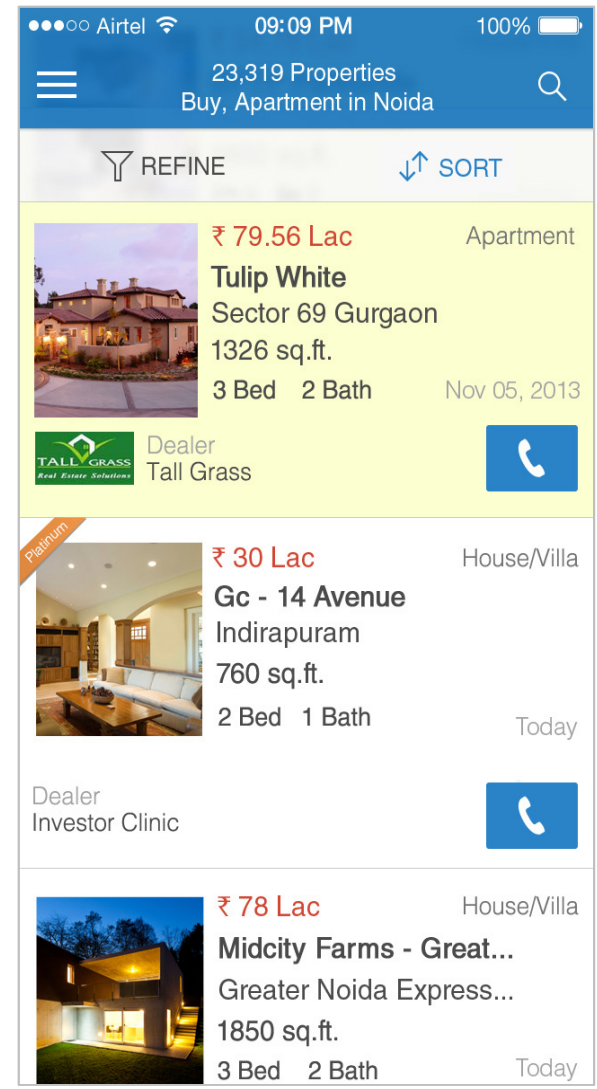 Airtel 09:09 PM 100%
23,319 Properties
Buy, Apartment in Noida
REFINE SORT
₹ 79.56 Lac Apartment
Tulip White
Sector 69 Gurgaon
1326 sq.ft.
3 Bed 2 Bath Nov 05, 2013
TALL GRASS
Real Estate Solutions
Dealer
Tall Grass
Platinum
₹ 30 Lac House/Villa
Gc - 14 Avenue
Indirapuram
760 sq.ft.
2 Bed 1 Bath Today
Dealer
Investor Clinic
₹ 78 Lac House/Villa
Midcity Farms - Great...
Greater Noida Express...
1850 sq.ft.
3 Bed 2 Bath Today